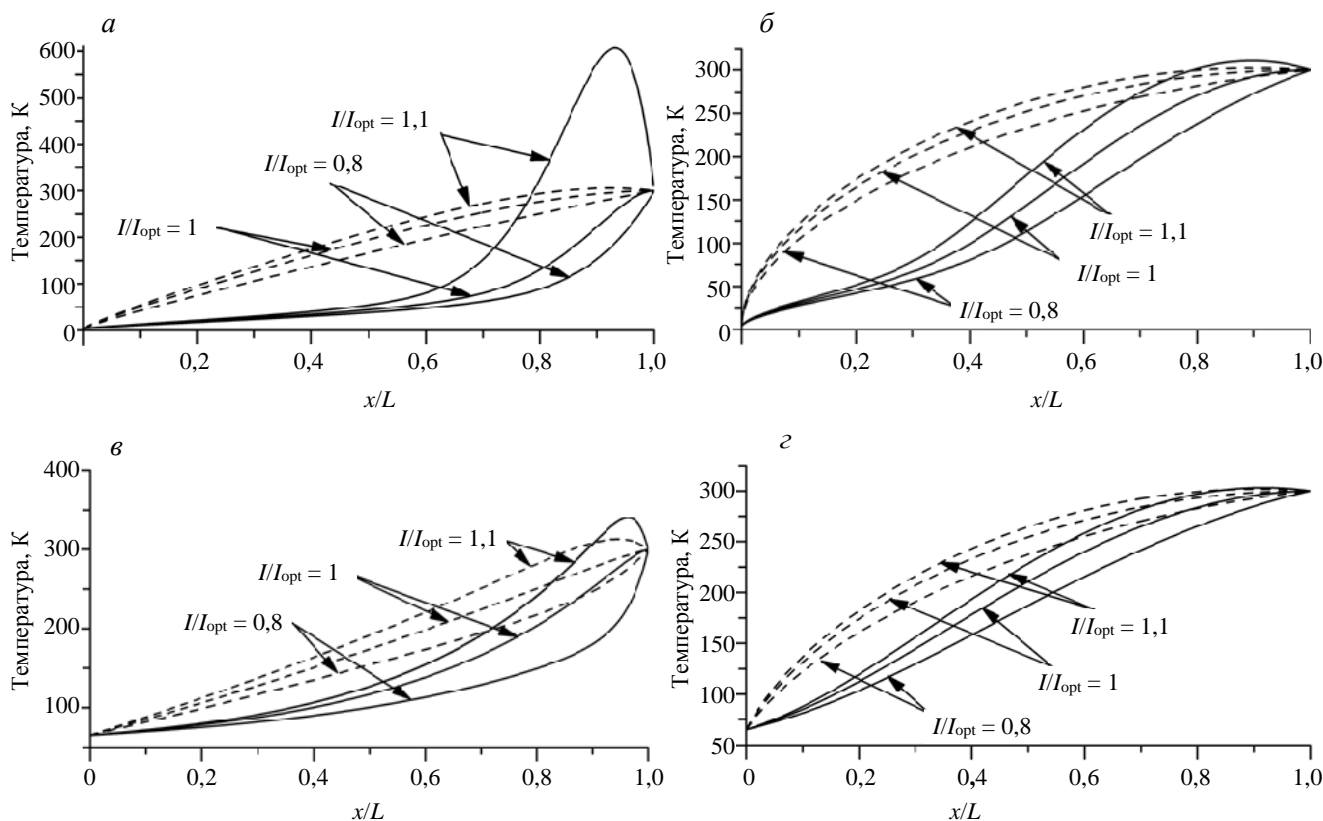 а
Температура, К
600
500
400
300
200
100
0
I/Iopt = 1,1
I/Iopt = 0,8
I/Iopt = 1
0,2
0,4
0,6
0,8
1,0
x/L
б
Температура, К
300
250
200
150
100
50
0
I/Iopt = 1,1
I/Iopt = 1
I/Iopt = 0,8
0
0,2
0,4
0,6
0,8
1,0
x/L
в
Температура, К
400
300
200
100
I/Iopt = 1,1
I/Iopt = 1
I/Iopt = 0,8
0
0,2
0,4
0,6
0,8
1,0
x/L
г
Температура, К
300
250
200
150
100
50
I/Iopt = 1,1
I/Iopt = 1
I/Iopt = 0,8
0
0,2
0,4
0,6
0,8
1,0
x/L